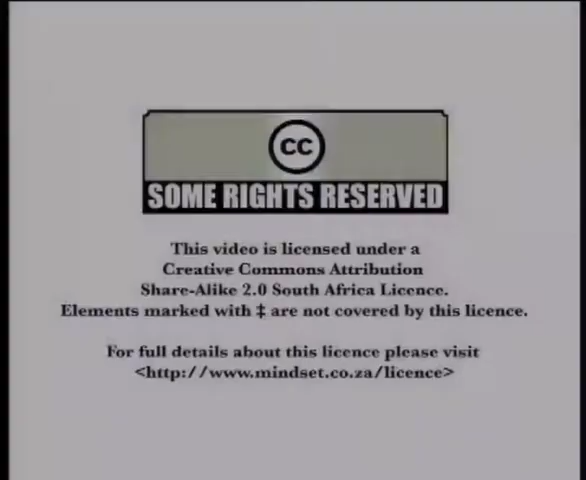 CC
SOME RIGHTS RESERVED
This video is licensed under a
Creative Commons Attribution
Share-Alike 2.0 South Africa Licence.
Elements marked with ‡ are not covered by this licence.
For full details about this licence please visit
<http://www.mindset.co.za/licence>